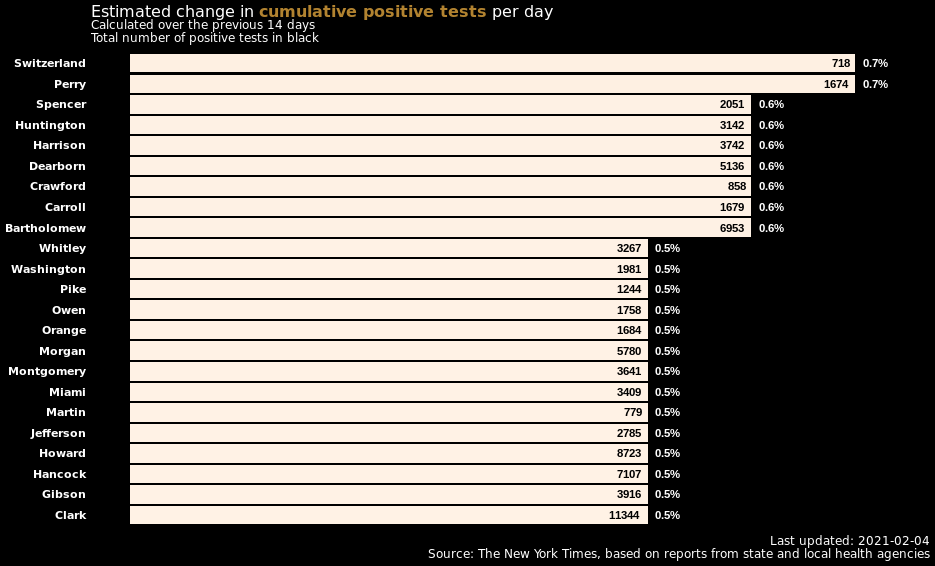 Estimated change in cumulative positive tests per day
Calculated over the previous 14 days
Total number of positive tests in black
Switzerland 718 0.7%
Perry 1674 0.7%
Spencer 2051 0.6%
Huntington 3142 0.6%
Harrison 3742 0.6%
Dearborn 5136 0.6%
Crawford 858 0.6%
Carroll 1679 0.6%
Bartholomew 6953 0.6%
Whitley 3267 0.5%
Washington 1981 0.5%
Pike 1244 0.5%
Owen 1758 0.5%
Orange 1684 0.5%
Morgan 5780 0.5%
Montgomery 3641 0.5%
Miami 3409 0.5%
Martin 779 0.5%
Jefferson 2785 0.5%
Howard 8723 0.5%
Hancock 7107 0.5%
Gibson 3916 0.5%
Clark 11344 0.5%
Last updated: 2021-02-04
Source: The New York Times, based on reports from state and local health agencies